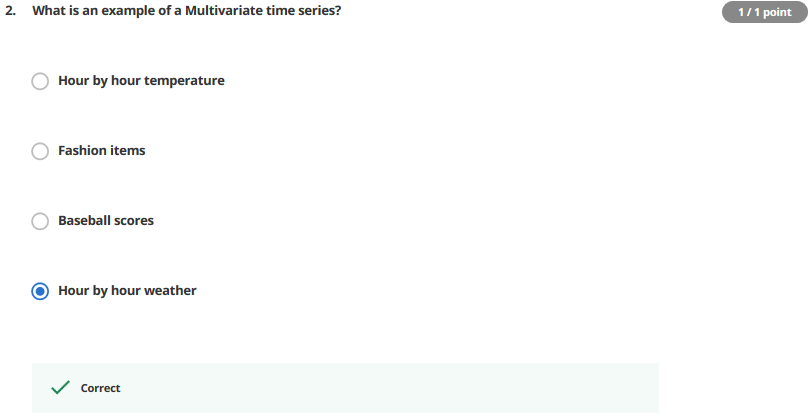 2. What is an example of a Multivariate time series?
1 / 1 point
Hour by hour temperature
Fashion items
Baseball scores
Hour by hour weather
Correct